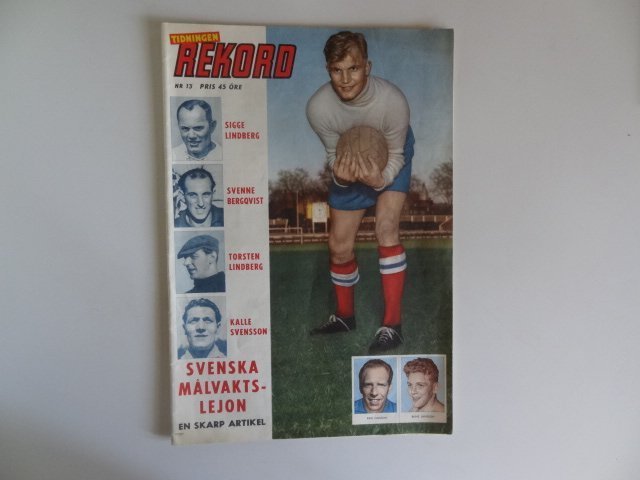 TIDNINGEN
REKORD
NR 13 PRIS 45 ÖRE
SIGGE
LINDBERG
SVENNE
BERGQVIST
TORSTEN
LINDBERG
KALLE
SVENSSON
SVENSKA
MÅLVAKTS-
LEJON
EN SKARP ARTIKEL